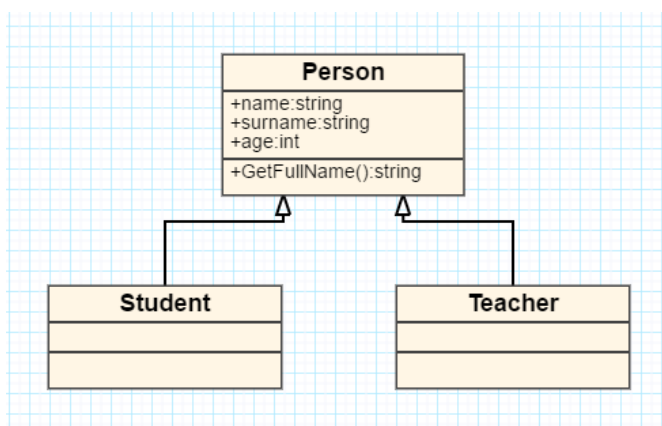 Person
+name:string
+surname:string
+age:int
+GetFullName():string
Student
Teacher